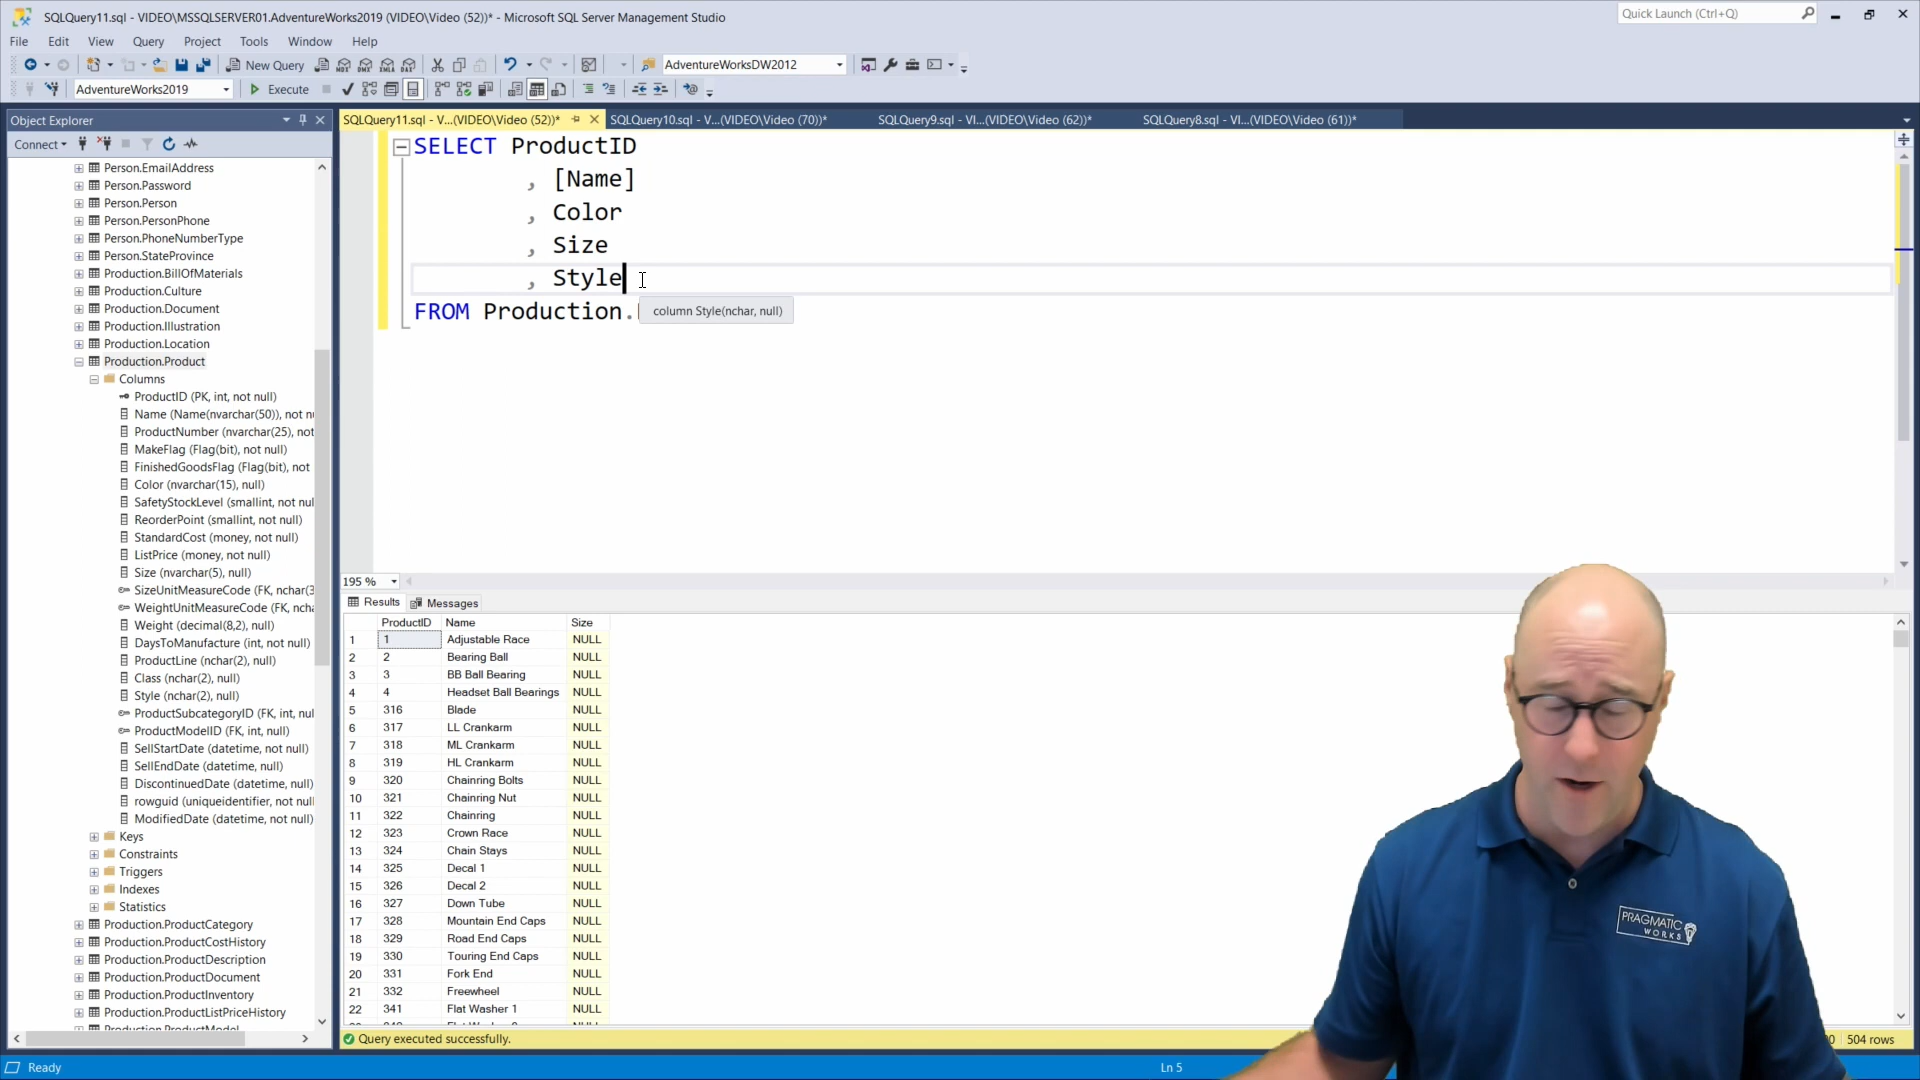 SQLQuery11.sql - VIDEO\MSSQLSERVER01.AdventureWorks2019 (VIDEO\Video (52))* - Microsoft SQL Server Management Studio
Quick Launch (Ctrl+Q)
File Edit View Query Project Tools Window Help
New Query AdventureWorksDW2012
AdventureWorks2019 Execute
Object Explorer
Connect
Person.EmailAddress
Person.Password
Person.Person
Person.PersonPhone
Person.PhoneNumberType
Person.StateProvince
Production.BillOfMaterials
Production.Culture
Production.Document
Production.Illustration
Production.Location
Production.Product
Columns
ProductID (PK, int, not null)
Name (Name(nvarchar(50)), not nu
ProductNumber (nvarchar(25), not
MakeFlag (Flag(bit), not null)
FinishedGoodsFlag (Flag(bit), not
Color (nvarchar(15), null)
SafetyStockLevel (smallint, not nul
ReorderPoint (smallint, not null)
StandardCost (money, not null)
ListPrice (money, not null)
Size (nvarchar(5), null)
SizeUnitMeasureCode (FK, nchar(3
WeightUnitMeasureCode (FK, ncha
Weight (decimal(8,2), null)
DaysToManufacture (int, not null)
ProductLine (nchar(2), null)
Class (nchar(2), null)
Style (nchar(2), null)
ProductSubcategoryID (FK, int, nul
ProductModelID (FK, int, null)
SellStartDate (datetime, not null)
SellEndDate (datetime, null)
DiscontinuedDate (datetime, null)
rowguid (uniqueidentifier, not null
ModifiedDate (datetime, not null)
Keys
Constraints
Triggers
Indexes
Statistics
Production.ProductCategory
Production.ProductCostHistory
Production.ProductDescription
Production.ProductDocument
Production.ProductInventory
Production.ProductListPriceHistory
Production.ProductModel
SQLQuery11.sql - V...(VIDEO\Video (52))* SQLQuery10.sql - V...(VIDEO\Video (70))* SQLQuery9.sql - VI...(VIDEO\Video (62))* SQLQuery8.sql - VI...(VIDEO\Video (61))*
SELECT ProductID
, [Name]
, Color
, Size
, Style
FROM Production.
column Style(nchar, null)
195 %
Results Messages
ProductID Name Size
1 1 Adjustable Race NULL
2 2 Bearing Ball NULL
3 3 BB Ball Bearing NULL
4 4 Headset Ball Bearings NULL
5 316 Blade NULL
6 317 LL Crankarm NULL
7 318 ML Crankarm NULL
8 319 HL Crankarm NULL
9 320 Chainring Bolts NULL
10 321 Chainring Nut NULL
11 322 Chainring NULL
12 323 Crown Race NULL
13 324 Chain Stays NULL
14 325 Decal 1 NULL
15 326 Decal 2 NULL
16 327 Down Tube NULL
17 328 Mountain End Caps NULL
18 329 Road End Caps NULL
19 330 Touring End Caps NULL
20 331 Fork End NULL
21 332 Freewheel NULL
22 341 Flat Washer 1 NULL
PRAGMATIC
WORKS
Query executed successfully.
504 rows
Ready
Ln 5